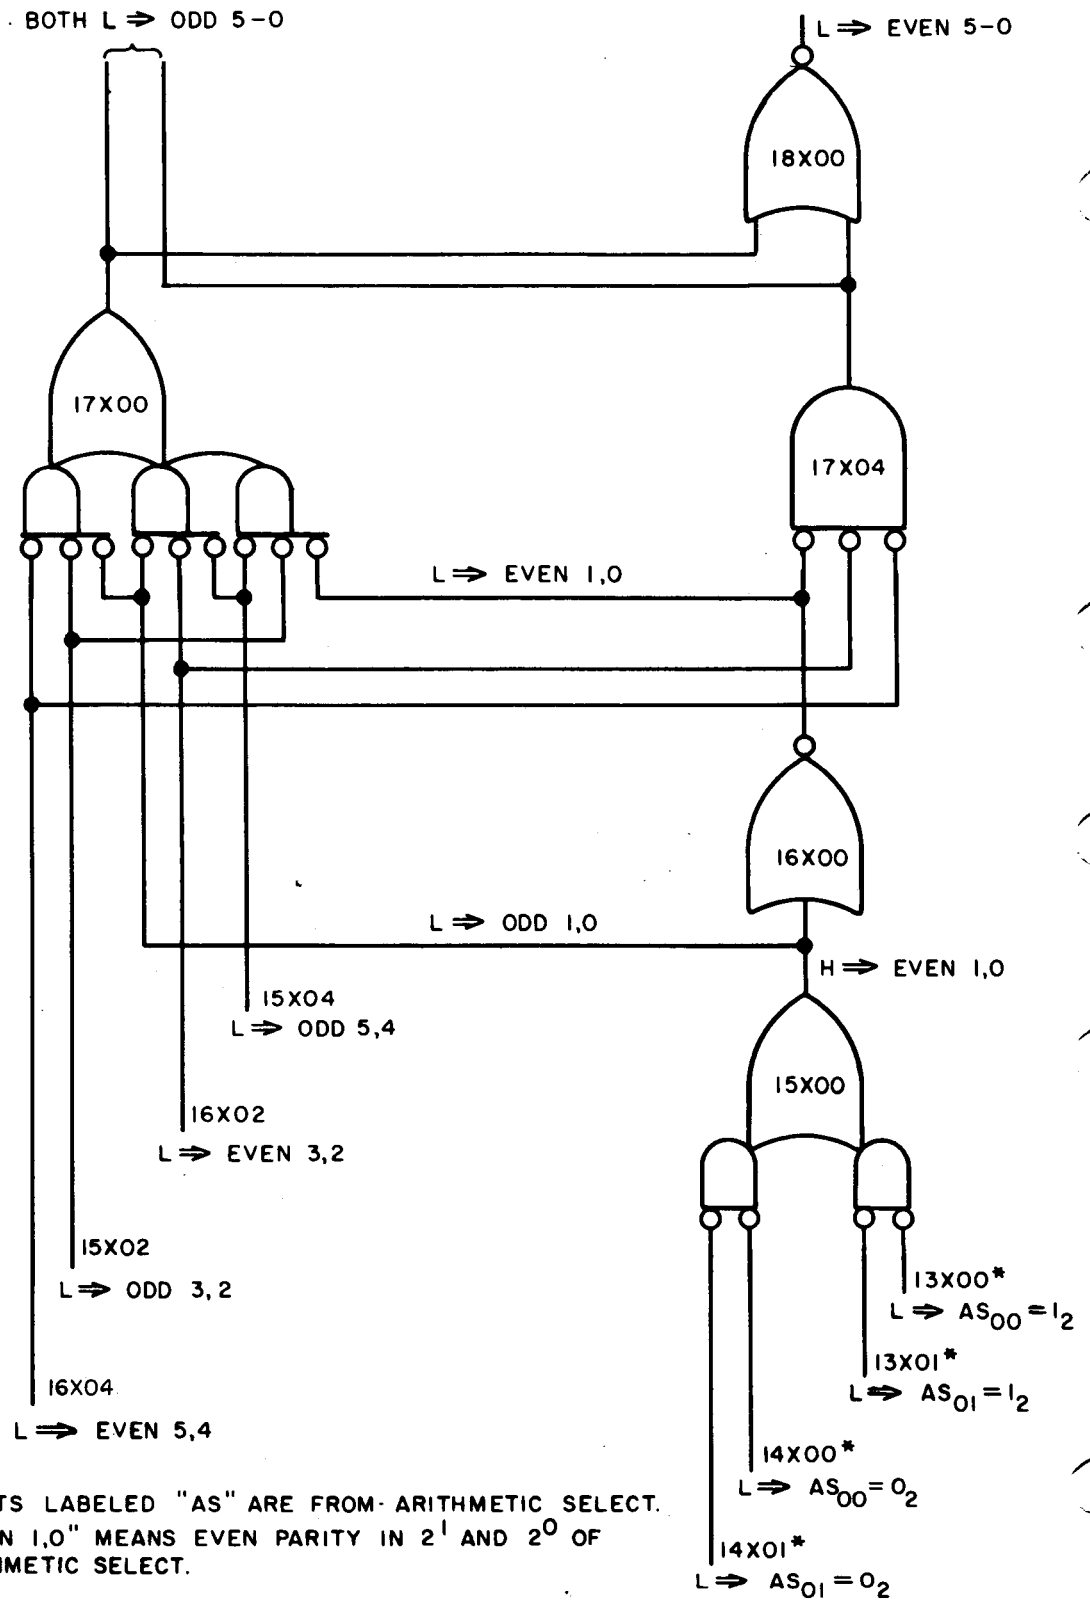 BOTH L ⇒ ODD 5-0
L ⇒ EVEN 5-0
18X00
17X00
17X04
L ⇒ EVEN 1,0
16X00
L ⇒ ODD 1,0
H ⇒ EVEN 1,0
15X04
L ⇒ ODD 5,4
15X00
16X02
L ⇒ EVEN 3,2
15X02
L ⇒ ODD 3,2
13X00*
L ⇒ AS00 = 12
13X01*
L ⇒ AS01 = 12
16X04
L ⇒ EVEN 5,4
14X00*
L ⇒ AS00 = 02
14X01*
L ⇒ AS01 = 02
TS LABELED "AS" ARE FROM ARITHMETIC SELECT.
N 1,0" MEANS EVEN PARITY IN 2¹ AND 2⁰ OF
METIC SELECT.